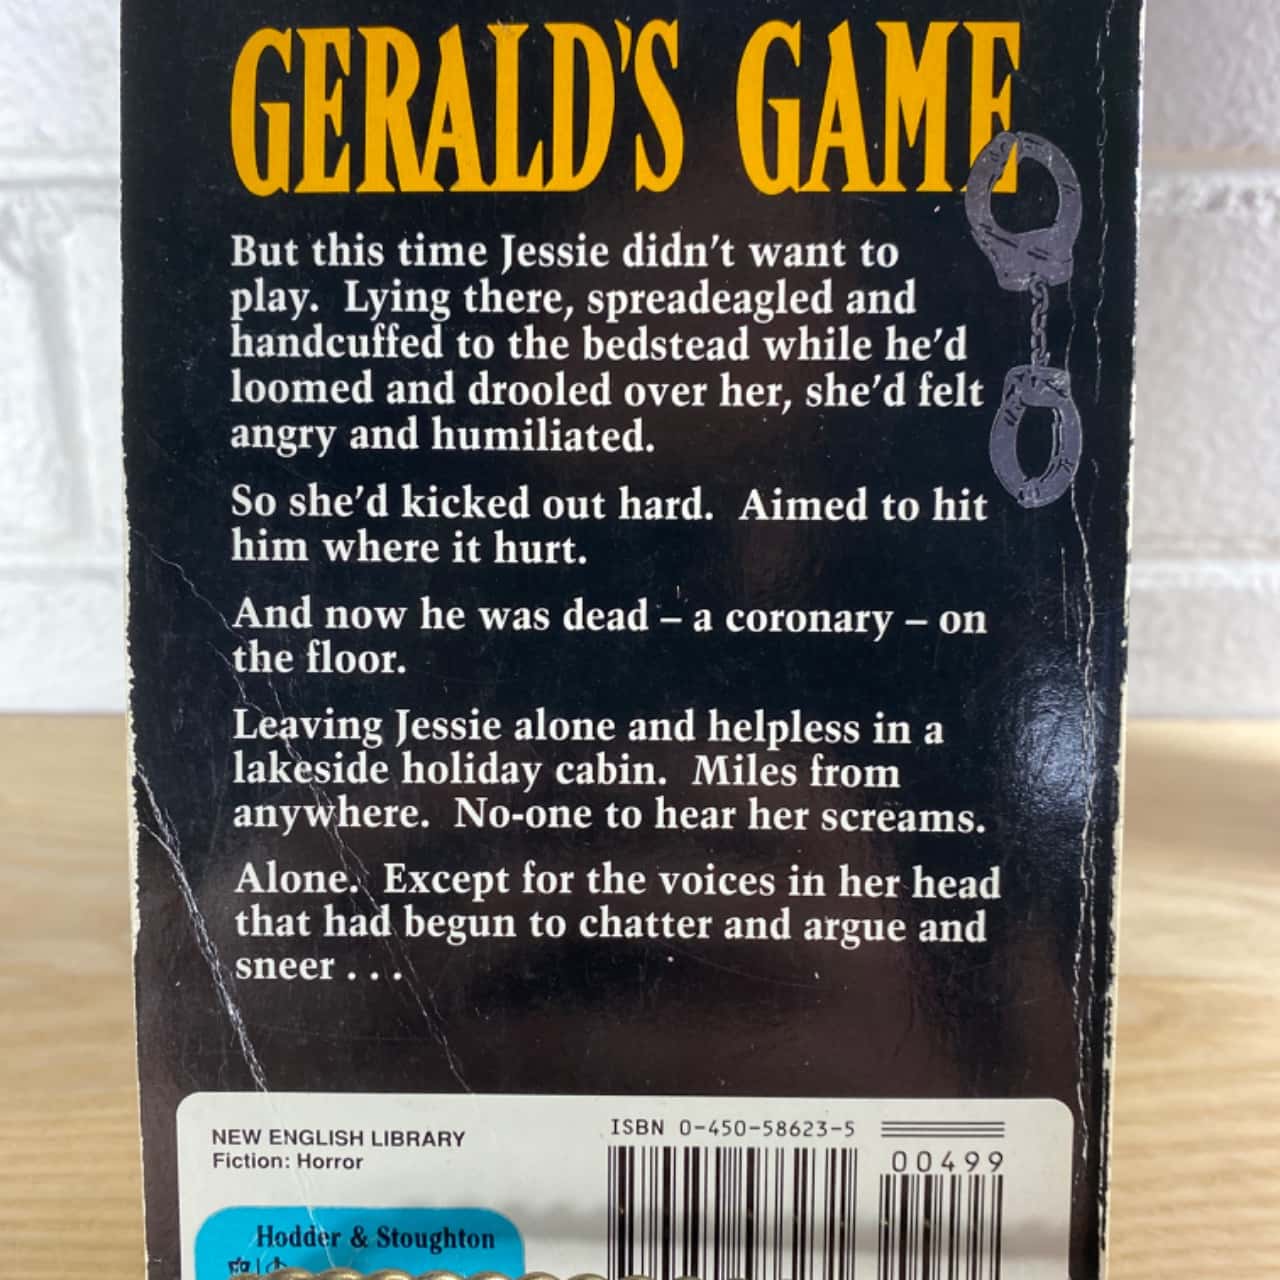 GERALD'S GAME
But this time Jessie didn't want to
play.  Lying there, spreadeagled and
handcuffed to the bedstead while he'd
loomed and drooled over her, she'd felt
angry and humiliated.
So she'd kicked out hard.  Aimed to hit
him where it hurt.
And now he was dead – a coronary – on
the floor.
Leaving Jessie alone and helpless in a
lakeside holiday cabin.  Miles from
anywhere.  No-one to hear her screams.
Alone.  Except for the voices in her head
that had begun to chatter and argue and
sneer . . .
NEW ENGLISH LIBRARY
Fiction: Horror
ISBN 0-450-58623-5
00499
Hodder & Stoughton